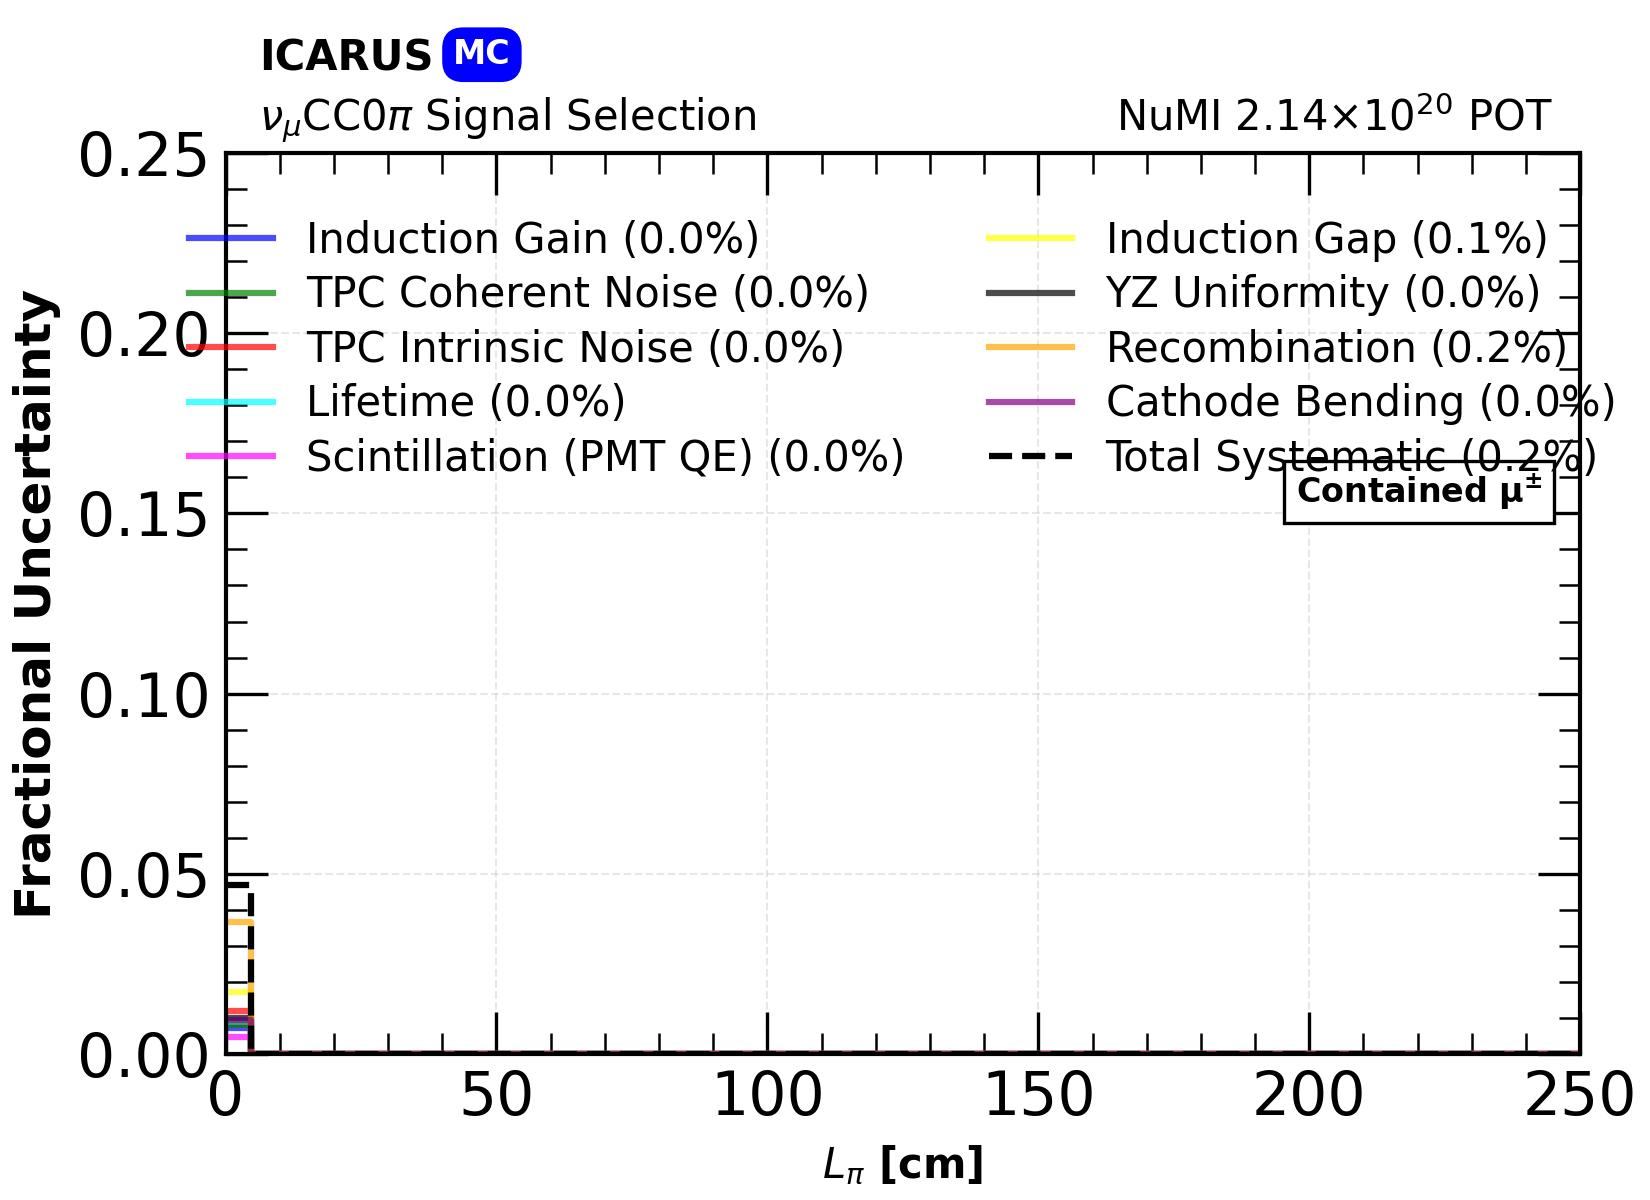 ICARUS MC
νμCC0π Signal Selection
NuMI 2.14×10²⁰ POT
Fractional Uncertainty
0.25
0.20
0.15
0.10
0.05
0.00
Induction Gain (0.0%)
TPC Coherent Noise (0.0%)
TPC Intrinsic Noise (0.0%)
Lifetime (0.0%)
Scintillation (PMT QE) (0.0%)
Induction Gap (0.1%)
YZ Uniformity (0.0%)
Recombination (0.2%)
Cathode Bending (0.0%)
Total Systematic (0.2%)
Contained μ±
0 50 100 150 200 250
Lπ [cm]